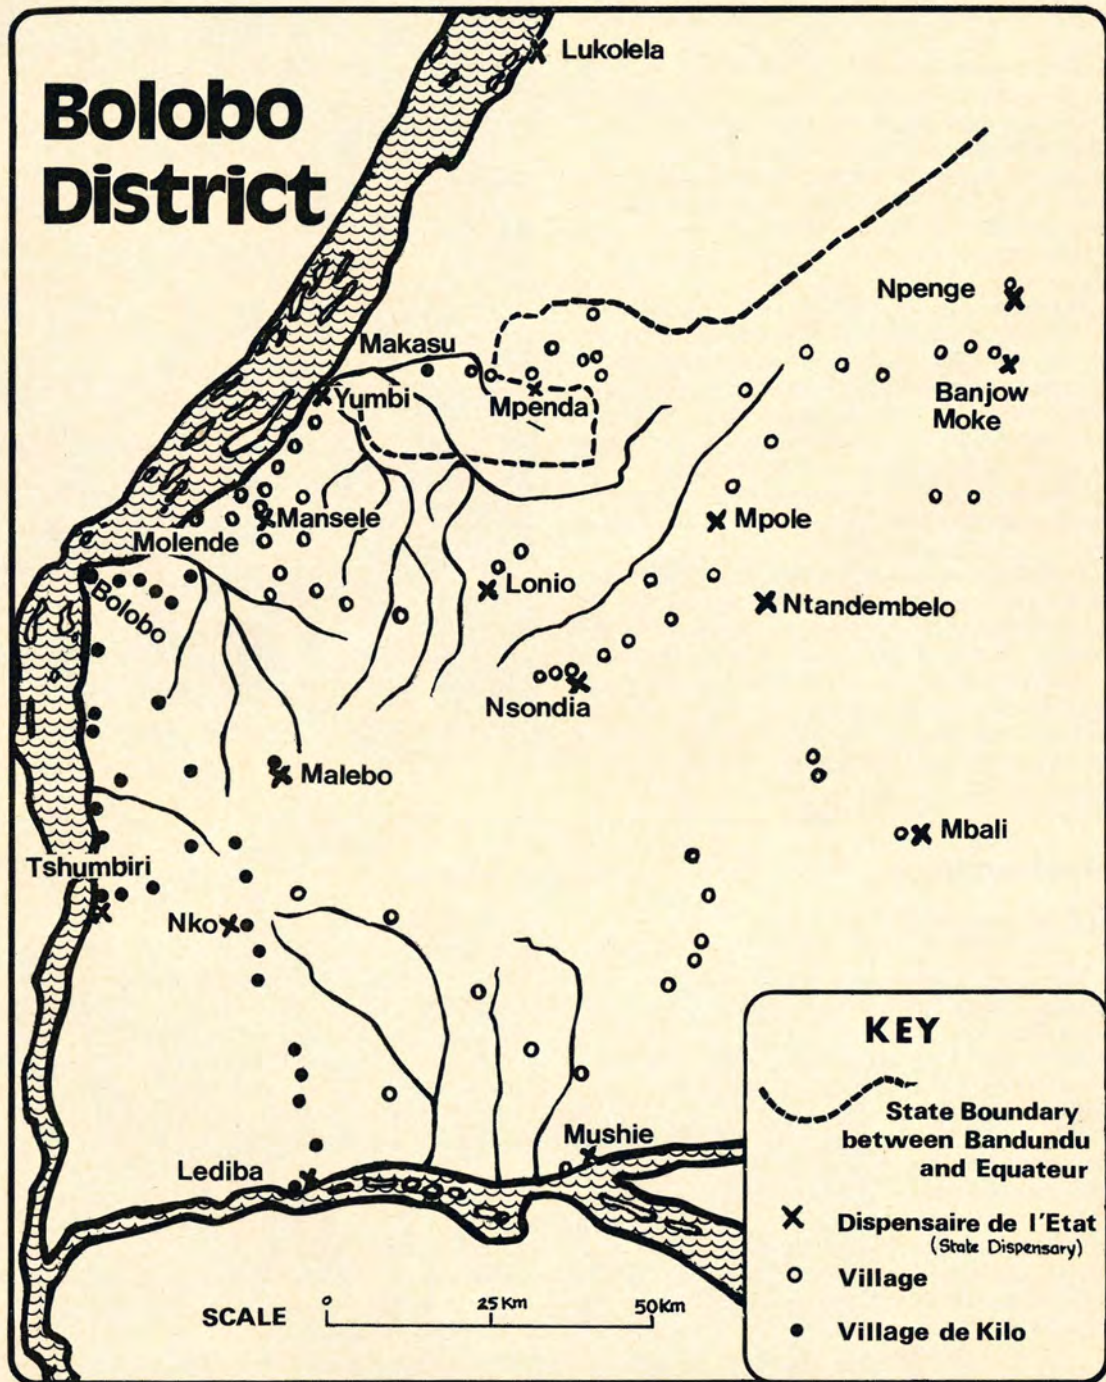 Bolobo
District
Lukolela
Npenge
Makasu
Banjow
Moke
Yumbi
Mpenda
Mansele
Mpole
Molende
Bolobo
Lonio
Ntandembelo
Nsondia
Malebo
Mbali
Tshumbiri
Nko
Mushie
Lediba
SCALE
0
25Km
50Km
KEY
State Boundary
between Bandundu
and Equateur
Dispensaire de l'Etat
(State Dispensary)
Village
Village de Kilo